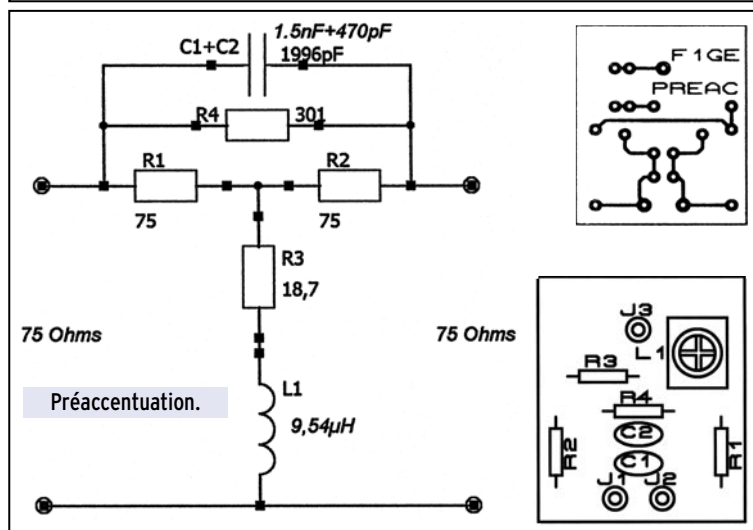 1.5nF+470pF
C1+C2
1996pF
R4
301
R1
R2
75
75
R3
18,7
75 Ohms
75 Ohms
L1
9,54µH
Préaccentuation.
F1GE
PREAC
J3
L1
R3
R4
C2
R2
C1
R1
J1
J2